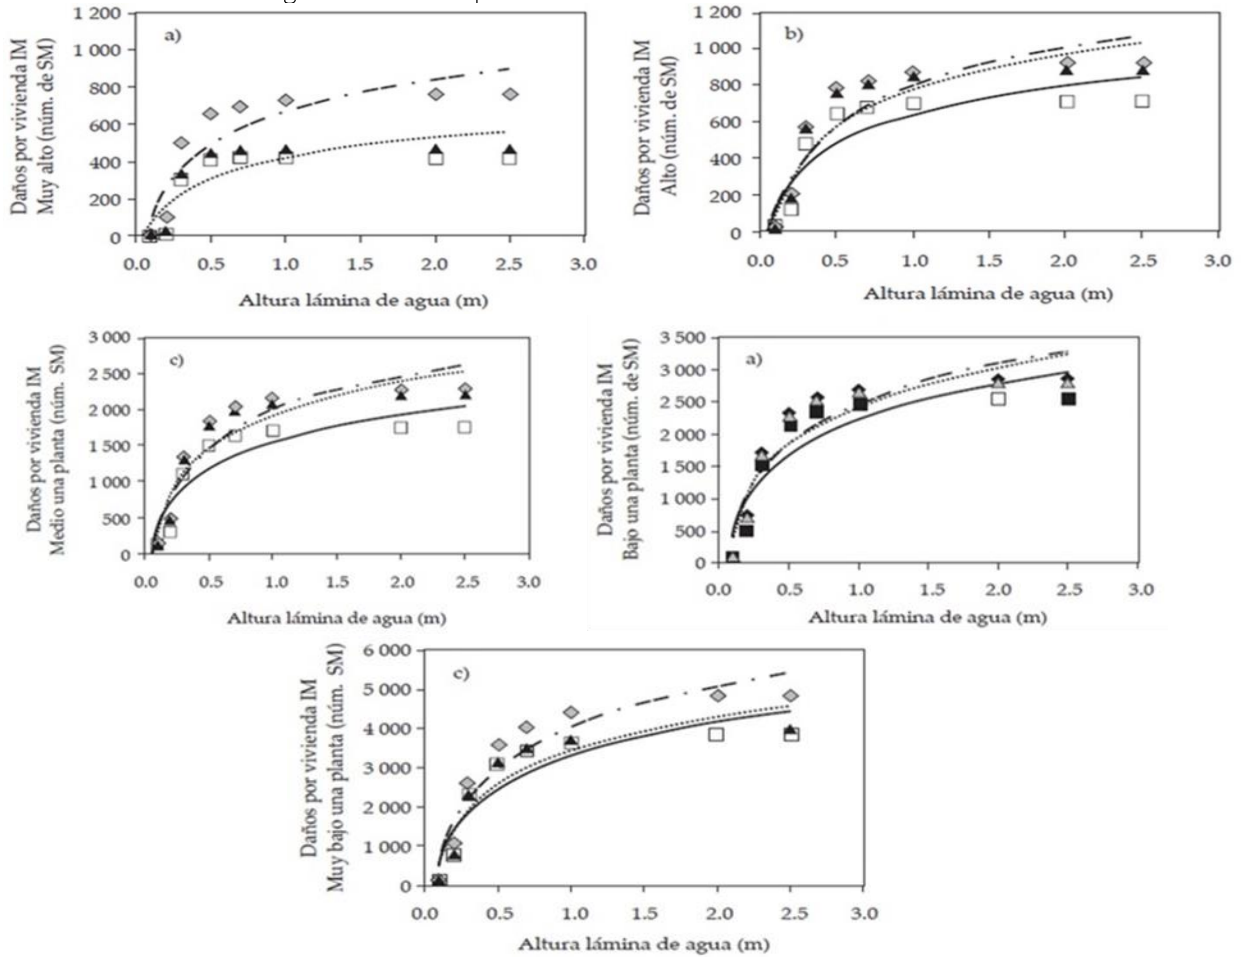 Daños por vivienda IM
Muy alto (núm. de SM)
1 200
1 000
800
600
400
200
0
a)
0.0 0.5 1.0 1.5 2.0 2.5 3.0
Altura lámina de agua (m)
Daños por vivienda IM
Alto (núm. de SM)
1 200
1 000
800
600
400
200
0
b)
0.0 0.5 1.0 1.5 2.0 2.5 3.0
Altura lámina de agua (m)
Daños por vivienda IM
Medio una planta (núm. SM)
3 000
2 500
2 000
1 500
1 000
500
0
c)
0.0 0.5 1.0 1.5 2.0 2.5 3.0
Altura lámina de agua (m)
Daños por vivienda IM
Bajo una planta (núm. de SM)
3 500
3 000
2 500
2 000
1 500
1 000
500
0
a)
0.0 0.5 1.0 1.5 2.0 2.5 3.0
Altura lámina de agua (m)
Daños por vivienda IM
Muy bajo una planta (núm. SM)
6 000
5 000
4 000
3 000
2 000
1 000
0
c)
0.0 0.5 1.0 1.5 2.0 2.5 3.0
Altura lámina de agua (m)